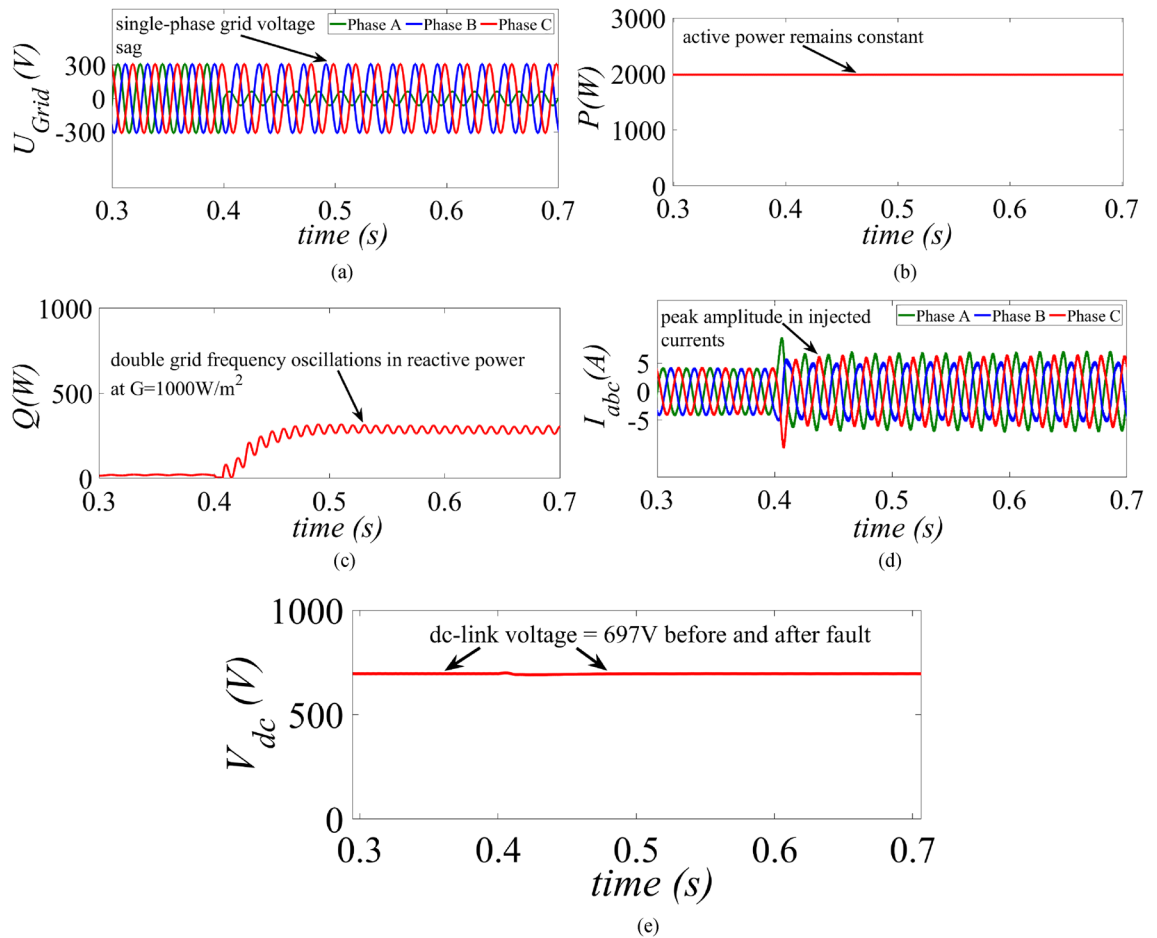 single-phase grid voltage
sag
Phase A Phase B Phase C
U_Grid (V)
300
0
-300
0.3 0.4 0.5 0.6 0.7
time (s)
(a)
active power remains constant
P(W)
3000
2000
1000
0
0.3 0.4 0.5 0.6 0.7
time (s)
(b)
double grid frequency oscillations in reactive power
at G=1000W/m²
Q(W)
1000
500
0
0.3 0.4 0.5 0.6 0.7
time (s)
(c)
peak amplitude in injected
currents
Phase A Phase B Phase C
I_abc(A)
5
0
-5
0.3 0.4 0.5 0.6 0.7
time (s)
(d)
dc-link voltage = 697V before and after fault
V_dc (V)
1000
500
0
0.3 0.4 0.5 0.6 0.7
time (s)
(e)